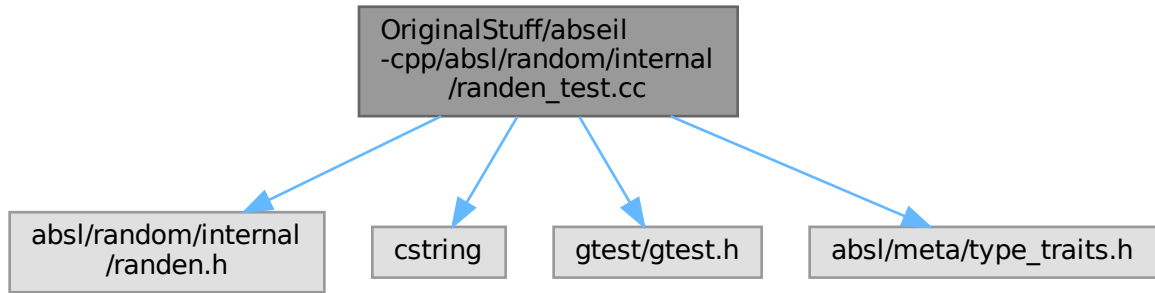 OriginalStuff/abseil
-cpp/absl/random/internal
/randen_test.cc
absl/random/internal
/randen.h
cstring
gtest/gtest.h
absl/meta/type_traits.h